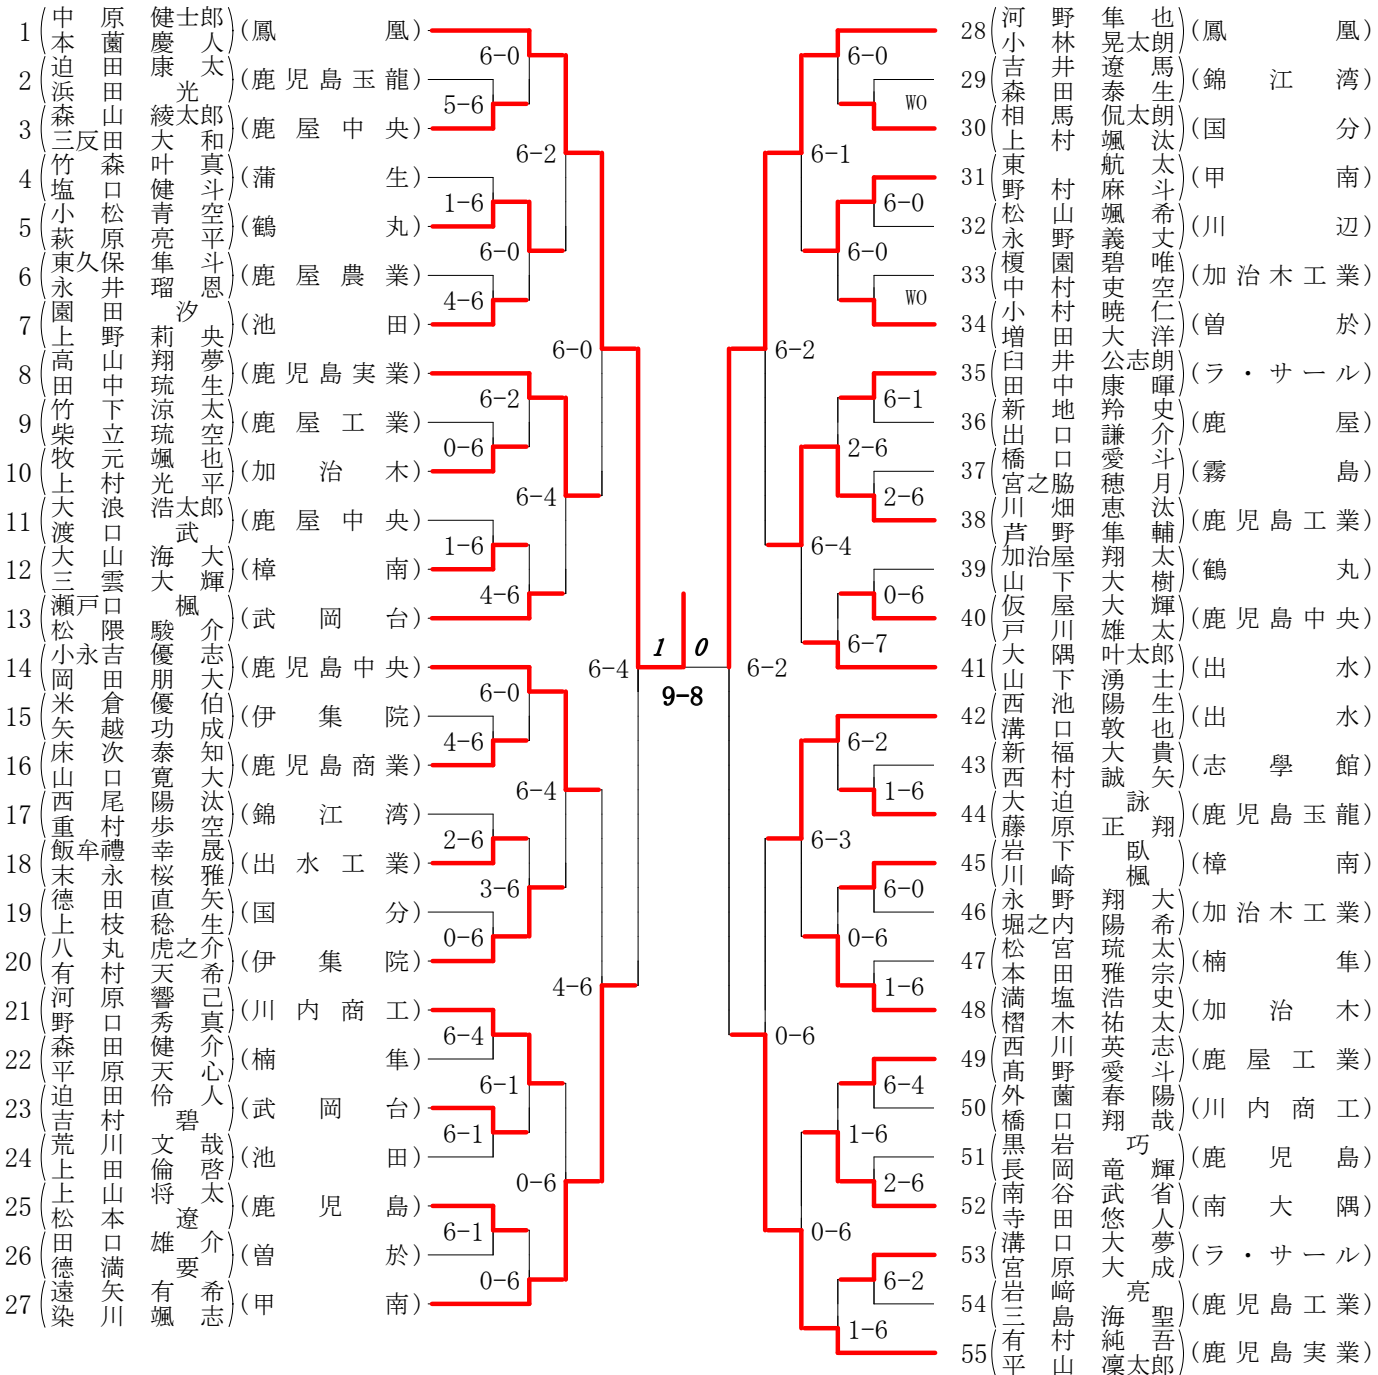 1 中原 健士郎 本薗 慶人 (鳳凰)
2 迫田 康太 浜田 光 (鹿児島玉龍)
3 森山 綾太郎 三反田 大和 (鹿屋中央)
4 竹森 叶真 塩口 健斗 (蒲生)
5 小松 青空 萩原 亮平 (鶴丸)
6 東久保 隼斗 永井 瑠恩 (鹿屋農業)
7 園田 汐 上野 莉央 (池田)
8 高山 翔夢 田中 琉生 (鹿児島実業)
9 竹下 涼太 柴立 琉空 (鹿屋工業)
10 牧元 颯也 上村 光平 (加治木)
11 大浪 浩太郎 渡口 武 (鹿屋中央)
12 大山 海大 三雲 大輝 (樟南)
13 瀬戸口 楓 松隈 駿介 (武岡台)
14 小永吉 優志 岡田 朋大 (鹿児島中央)
15 米倉 優伯 矢越 功成 (伊集院)
16 床次 泰知 山口 寛大 (鹿児島商業)
17 西尾 陽汰 重村 歩空 (錦江湾)
18 飯牟禮 幸晟 末永 桜雅 (出水工業)
19 德田 直矢 上枝 稔生 (国分)
20 八丸 虎之介 有村 天希 (伊集院)
21 河原 響己 野口 秀真 (川内商工)
22 森田 健介 平原 天心 (楠隼)
23 迫田 伶人 吉村 碧 (武岡台)
24 荒川 文哉 上田 倫啓 (池田)
25 上山 将太 松本 遼 (鹿児島)
26 田口 雄介 德満 要 (曽於)
27 遠矢 有希 染川 颯志 (甲南)
6-0
5-6
6-2
1-6
6-0
4-6
6-0
6-2
0-6
6-4
1-6
4-6
6-4
6-0
4-6
6-4
2-6
3-6
0-6
4-6
6-4
6-1
6-1
0-6
6-1
0-6
1 0
9-8
6-0
WO
6-1
6-0
6-0
WO
6-2
6-1
2-6
2-6
6-4
0-6
6-7
6-2
6-2
1-6
6-3
6-0
0-6
1-6
0-6
6-4
1-6
2-6
0-6
6-2
1-6
28 河野 隼也 小林 晃太朗 (鳳凰)
29 吉井 遼馬 森田 泰生 (錦江湾)
30 相馬 侃太朗 上村 颯汰 (国分)
31 東 航太 野村 麻斗 (甲南)
32 松山 颯希 永野 義丈 (川辺)
33 榎園 碧唯 中村 吏空 (加治木工業)
34 小村 暁仁 増田 大洋 (曽於)
35 臼井 公志朗 田中 康暉 (ラ・サール)
36 新地 羚史 出口 謙介 (鹿屋)
37 橋口 愛斗 宮之脇 穂月 (霧島)
38 川畑 恵汰 芦野 隼輔 (鹿児島工業)
39 加治屋 翔太 山下 大樹 (鶴丸)
40 仮屋 大輝 戸川 雄太 (鹿児島中央)
41 大隅 叶太郎 山下 湧士 (出水)
42 西池 陽生 溝口 敦也 (出水)
43 新福 大貴 西村 誠矢 (志學館)
44 大迫 詠 藤原 正翔 (鹿児島玉龍)
45 岩下 臥 川崎 楓 (樟南)
46 永野 翔大 堀之内 陽希 (加治木工業)
47 松宮 琉太 本田 雅宗 (楠隼)
48 満塩 浩史 樒木 祐太 (加治木)
49 西川 英志 髙野 愛斗 (鹿屋工業)
50 外薗 春陽 橋口 翔哉 (川内商工)
51 黒岩 巧 長岡 竜輝 (鹿児島)
52 南谷 武省 寺田 悠人 (南大隅)
53 溝口 大夢 宮原 大成 (ラ・サール)
54 岩﨑 亮 三島 海聖 (鹿児島工業)
55 有村 純吾 平山 凜太郎 (鹿児島実業)